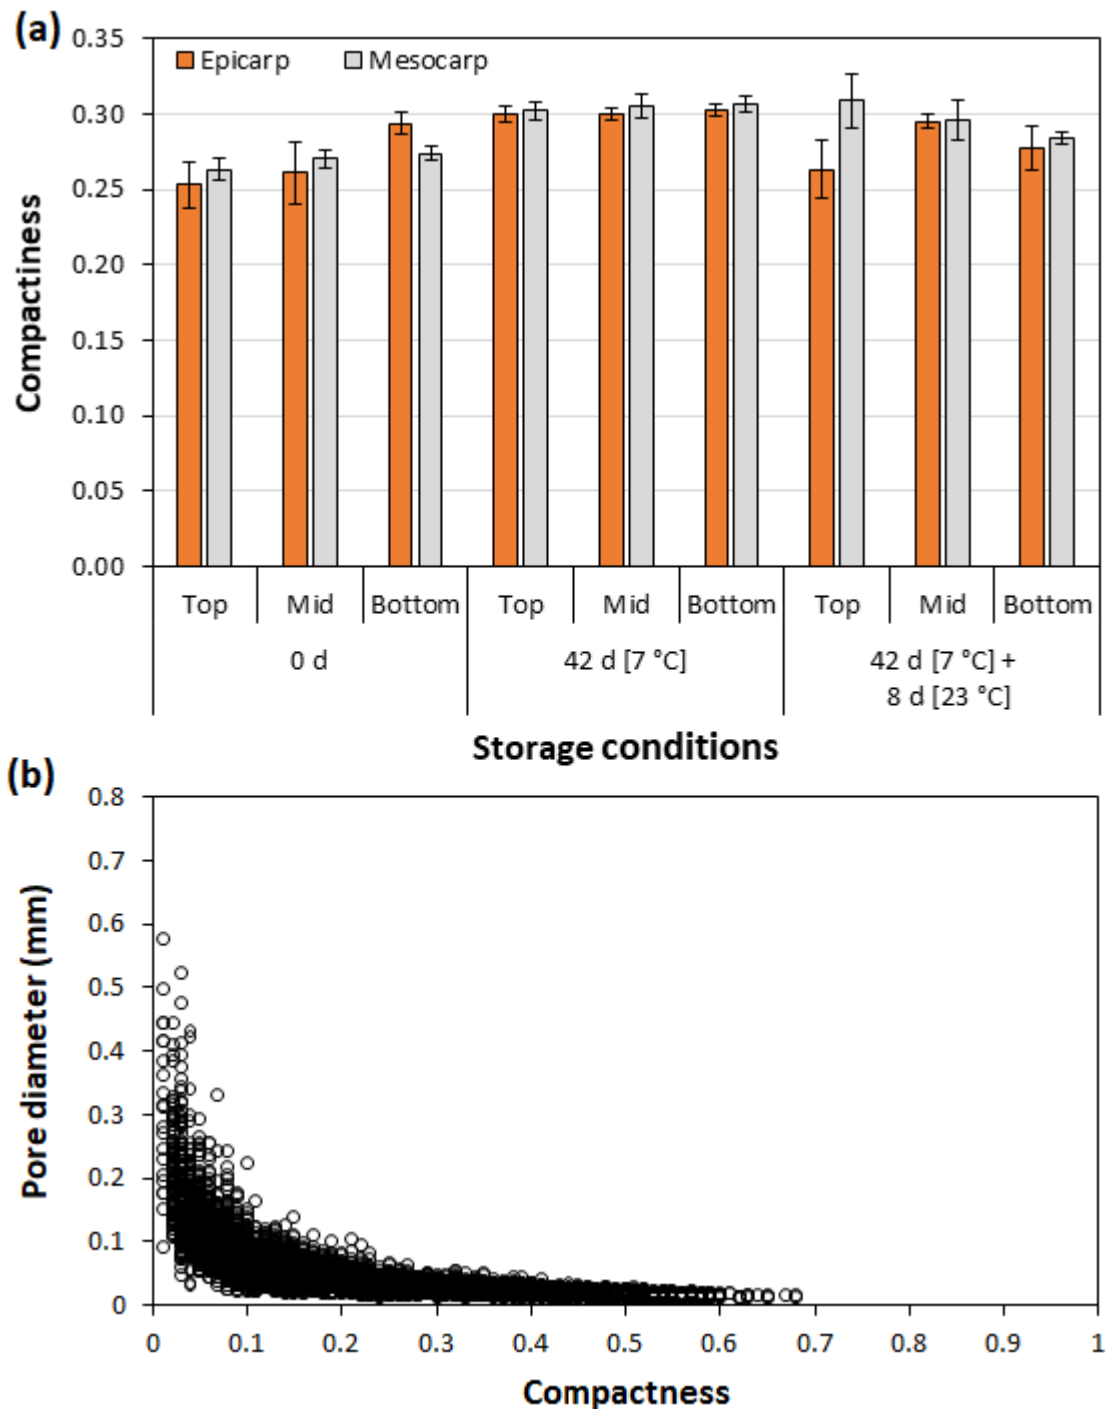 (a)
0.35
Epicarp Mesocarp
0.30
0.25
0.20
0.15
0.10
0.05
0.00
Compactiness
Top Mid Bottom Top Mid Bottom Top Mid Bottom
0 d 42 d [7 °C] 42 d [7 °C] +
8 d [23 °C]
Storage conditions
(b)
0.8
0.7
0.6
0.5
0.4
0.3
0.2
0.1
0
Pore diameter (mm)
0 0.1 0.2 0.3 0.4 0.5 0.6 0.7 0.8 0.9 1
Compactness